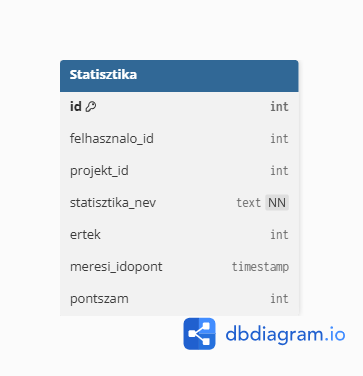 Statisztika
id int
felhasznalo_id int
projekt_id int
statisztika_nev text NN
ertek int
meresi_idopont timestamp
pontszam int
dbdiagram.io